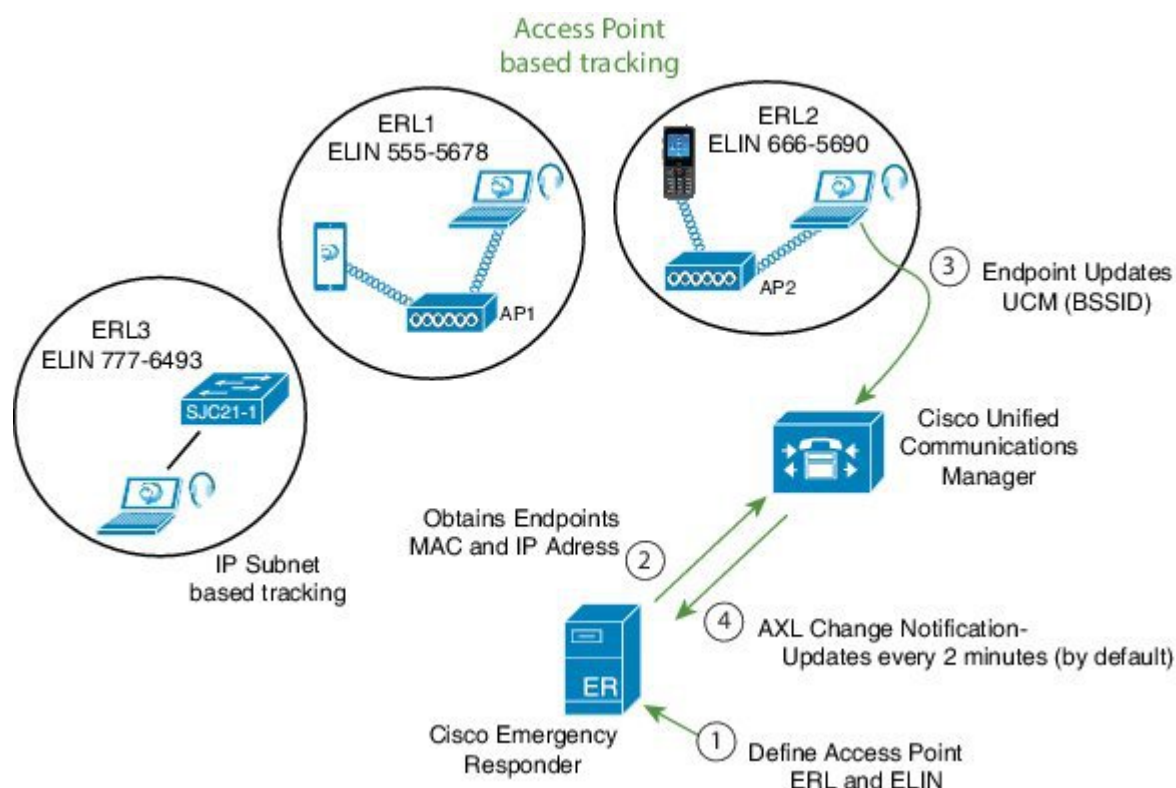 Access Point
based tracking
ERL1
ELIN 555-5678
AP1
ERL2
ELIN 666-5690
AP2
3
Endpoint Updates
UCM (BSSID)
ERL3
ELIN 777-6493
SJC21-1
IP Subnet
based tracking
Cisco Unified
Communications
Manager
Obtains Endpoints
MAC and IP Adress
2
4
AXL Change Notification-
Updates every 2 minutes (by default)
ER
Cisco Emergency
Responder
1
Define Access Point
ERL and ELIN